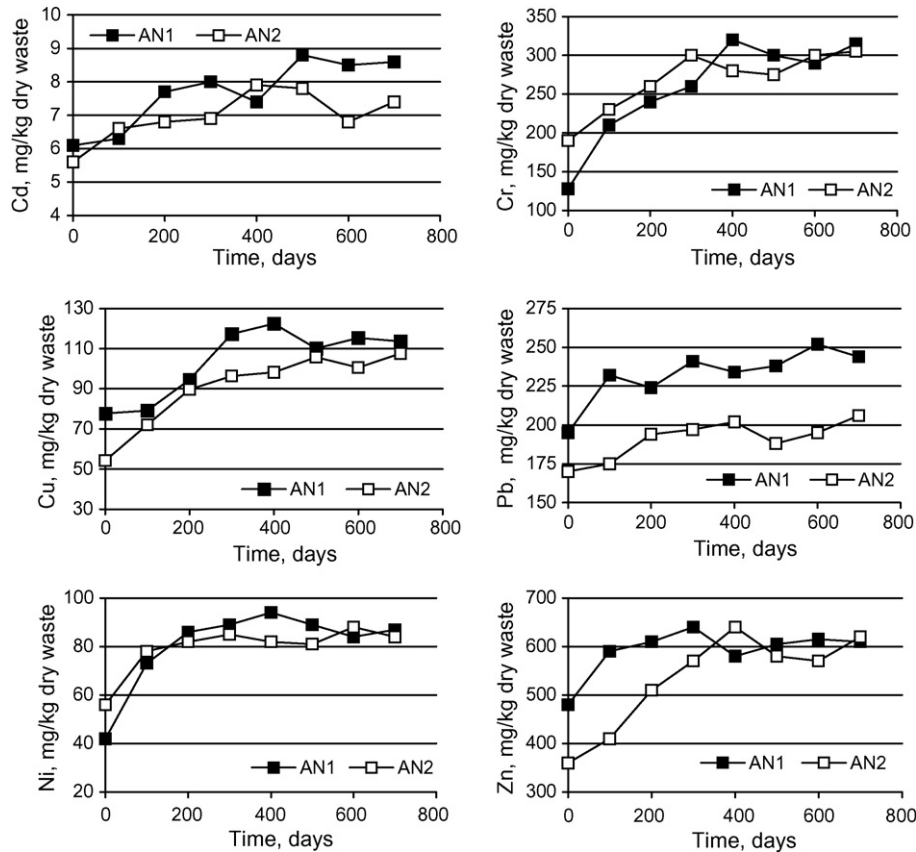 Cd, mg/kg dry waste
10
9
8
7
6
5
4
AN1 AN2
0 200 400 600 800
Time, days
Cr, mg/kg dry waste
350
300
250
200
150
100
AN1 AN2
0 200 400 600 800
Time, days
Cu, mg/kg dry waste
130
110
90
70
50
30
AN1 AN2
0 200 400 600 800
Time, days
Pb, mg/kg dry waste
275
250
225
200
175
150
AN1 AN2
0 200 400 600 800
Time, days
Ni, mg/kg dry waste
100
80
60
40
20
AN1 AN2
0 200 400 600 800
Time, days
Zn, mg/kg dry waste
700
600
500
400
300
AN1 AN2
0 200 400 600 800
Time, days